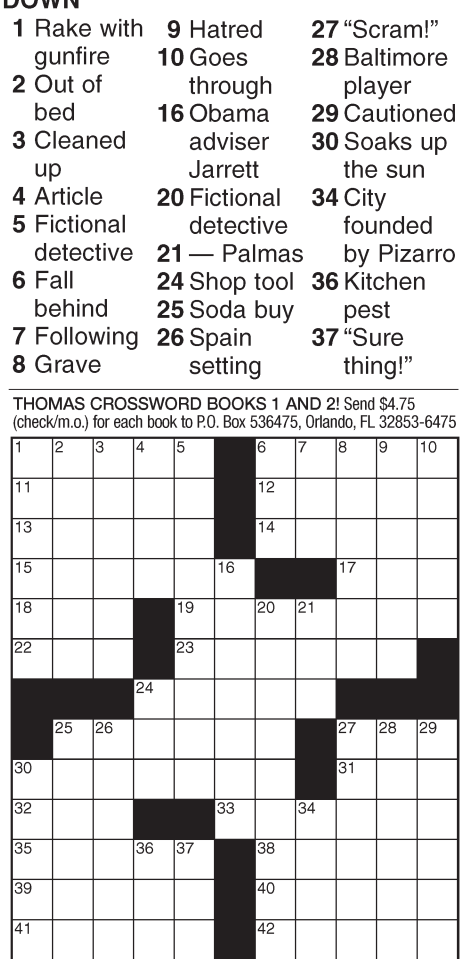 DOWN
1 Rake with
gunfire
2 Out of
bed
3 Cleaned
up
4 Article
5 Fictional
detective
6 Fall
behind
7 Following
8 Grave
9 Hatred
10 Goes
through
16 Obama
adviser
Jarrett
20 Fictional
detective
21 — Palmas
24 Shop tool
25 Soda buy
26 Spain
setting
27 “Scram!”
28 Baltimore
player
29 Cautioned
30 Soaks up
the sun
34 City
founded
by Pizarro
36 Kitchen
pest
37 “Sure
thing!”
THOMAS CROSSWORD BOOKS 1 AND 2! Send $4.75
(check/m.o.) for each book to P.O. Box 536475, Orlando, FL 32853-6475
1 2 3 4 5 6 7 8 9 10
11 12
13 14
15 16 17
18 19 20 21
22 23
24
25 26 27 28 29
30 31
32 33 34
35 36 37 38
39 40
41 42